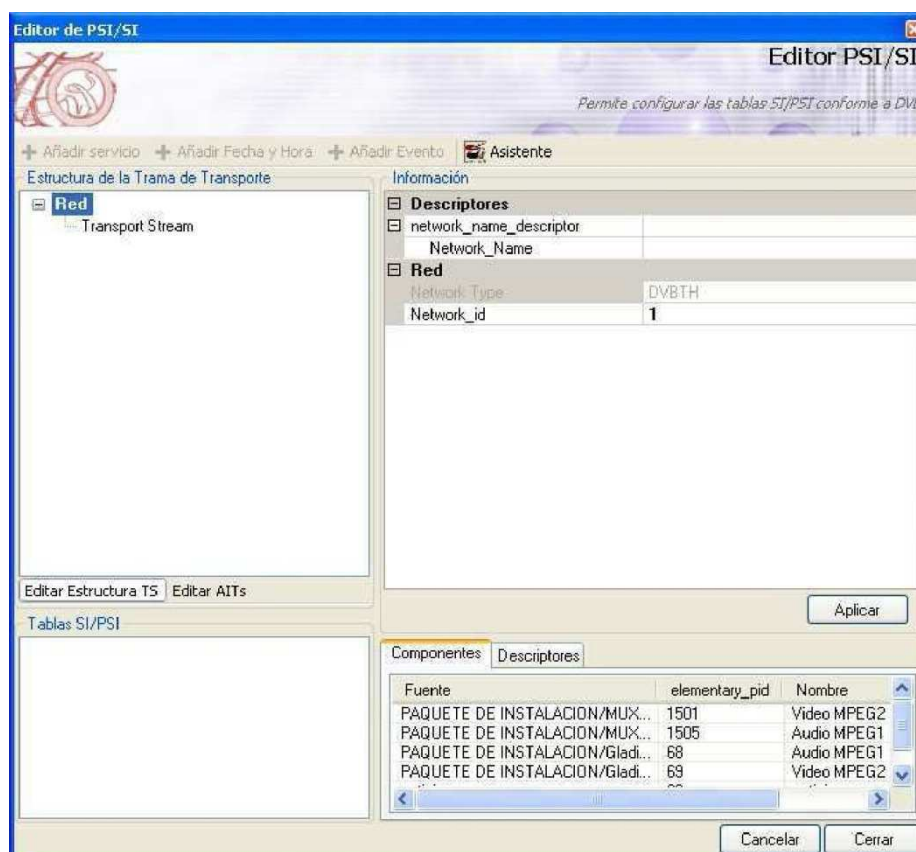 Editor de PSI/SI
Editor PSI/SI
Permite configurar las tablas SI/PSI conforme a DVB
Añadir servicio Añadir Fecha y Hora Añadir Evento Asistente
Estructura de la Trama de Transporte
Red
Transport Stream
Editar Estructura TS Editar AITs
Tablas SI/PSI
Información
Descriptores
network_name_descriptor
Network_Name
Red
Network Type DVBTH
Network_id 1
Aplicar
Componentes Descriptores
Fuente elementary_pid Nombre
PAQUETE DE INSTALACION/MUX... 1501 Video MPEG2
PAQUETE DE INSTALACION/MUX... 1505 Audio MPEG1
PAQUETE DE INSTALACION/Gladi... 68 Audio MPEG1
PAQUETE DE INSTALACION/Gladi... 69 Video MPEG2
Cancelar Cerrar